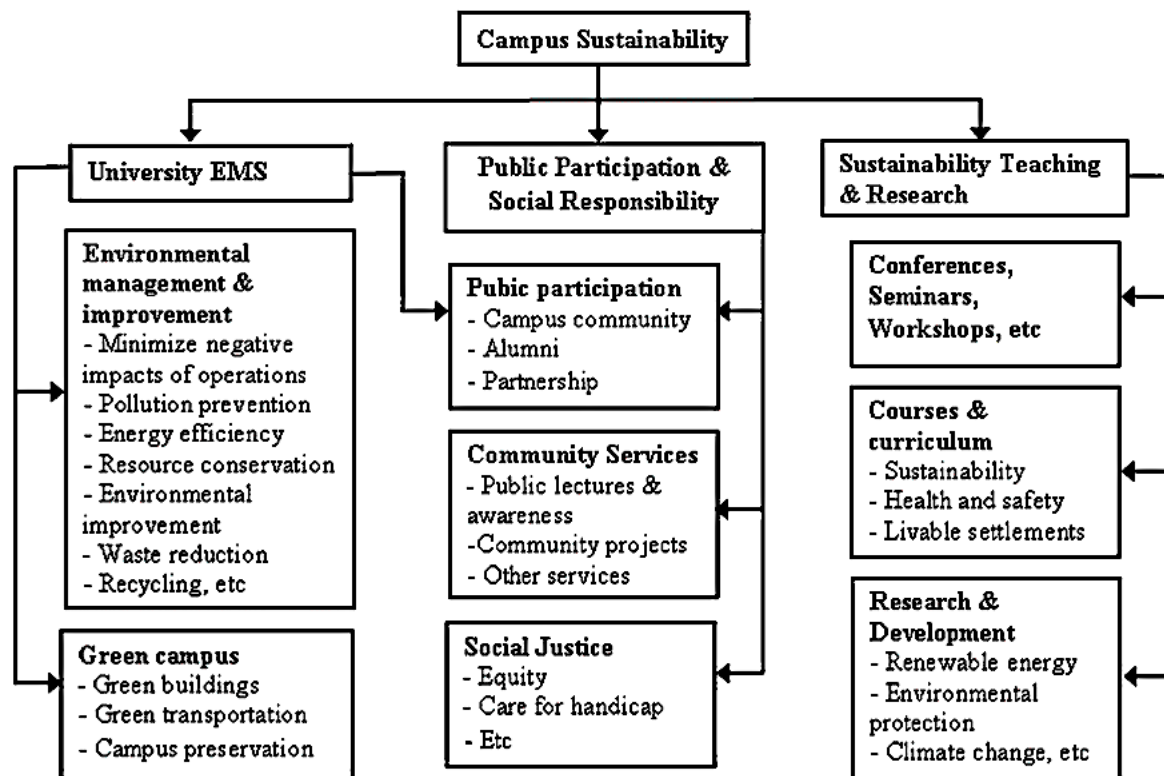 Campus Sustainability
University EMS
Public Participation &
Social Responsibility
Sustainability Teaching
& Research
Environmental
management &
improvement
- Minimize negative
impacts of operations
- Pollution prevention
- Energy efficiency
- Resource conservation
- Environmental
improvement
- Waste reduction
- Recycling, etc
Green campus
- Green buildings
- Green transportation
- Campus preservation
Pubic participation
- Campus community
- Alumni
- Partnership
Community Services
- Public lectures &
awareness
-Community projects
- Other services
Social Justice
- Equity
- Care for handicap
- Etc
Conferences,
Seminars,
Workshops, etc
Courses &
curriculum
- Sustainability
- Health and safety
- Livable settlements
Research &
Development
- Renewable energy
- Environmental
protection
- Climate change, etc